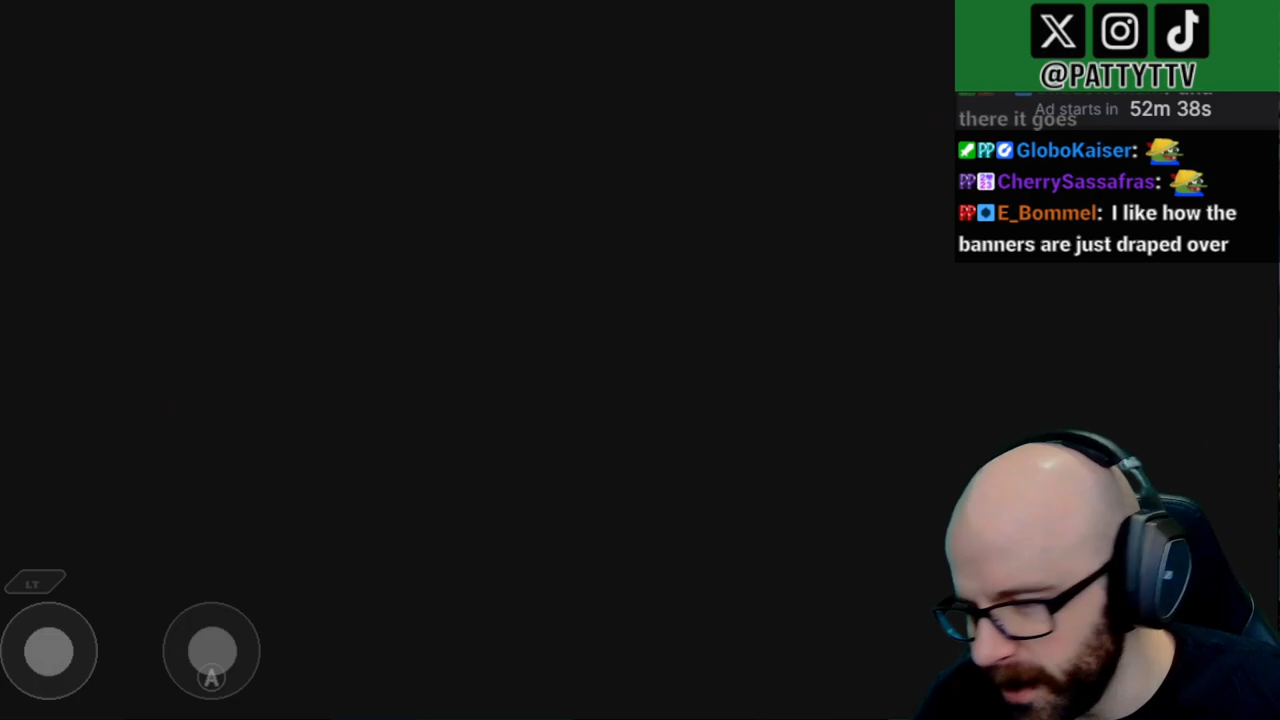 @PATTYTTV
Ad starts in 52m 38s
there it goes
GloboKaiser:
CherrySassafras:
E_Bommel: I like how the
banners are just draped over
LT
A